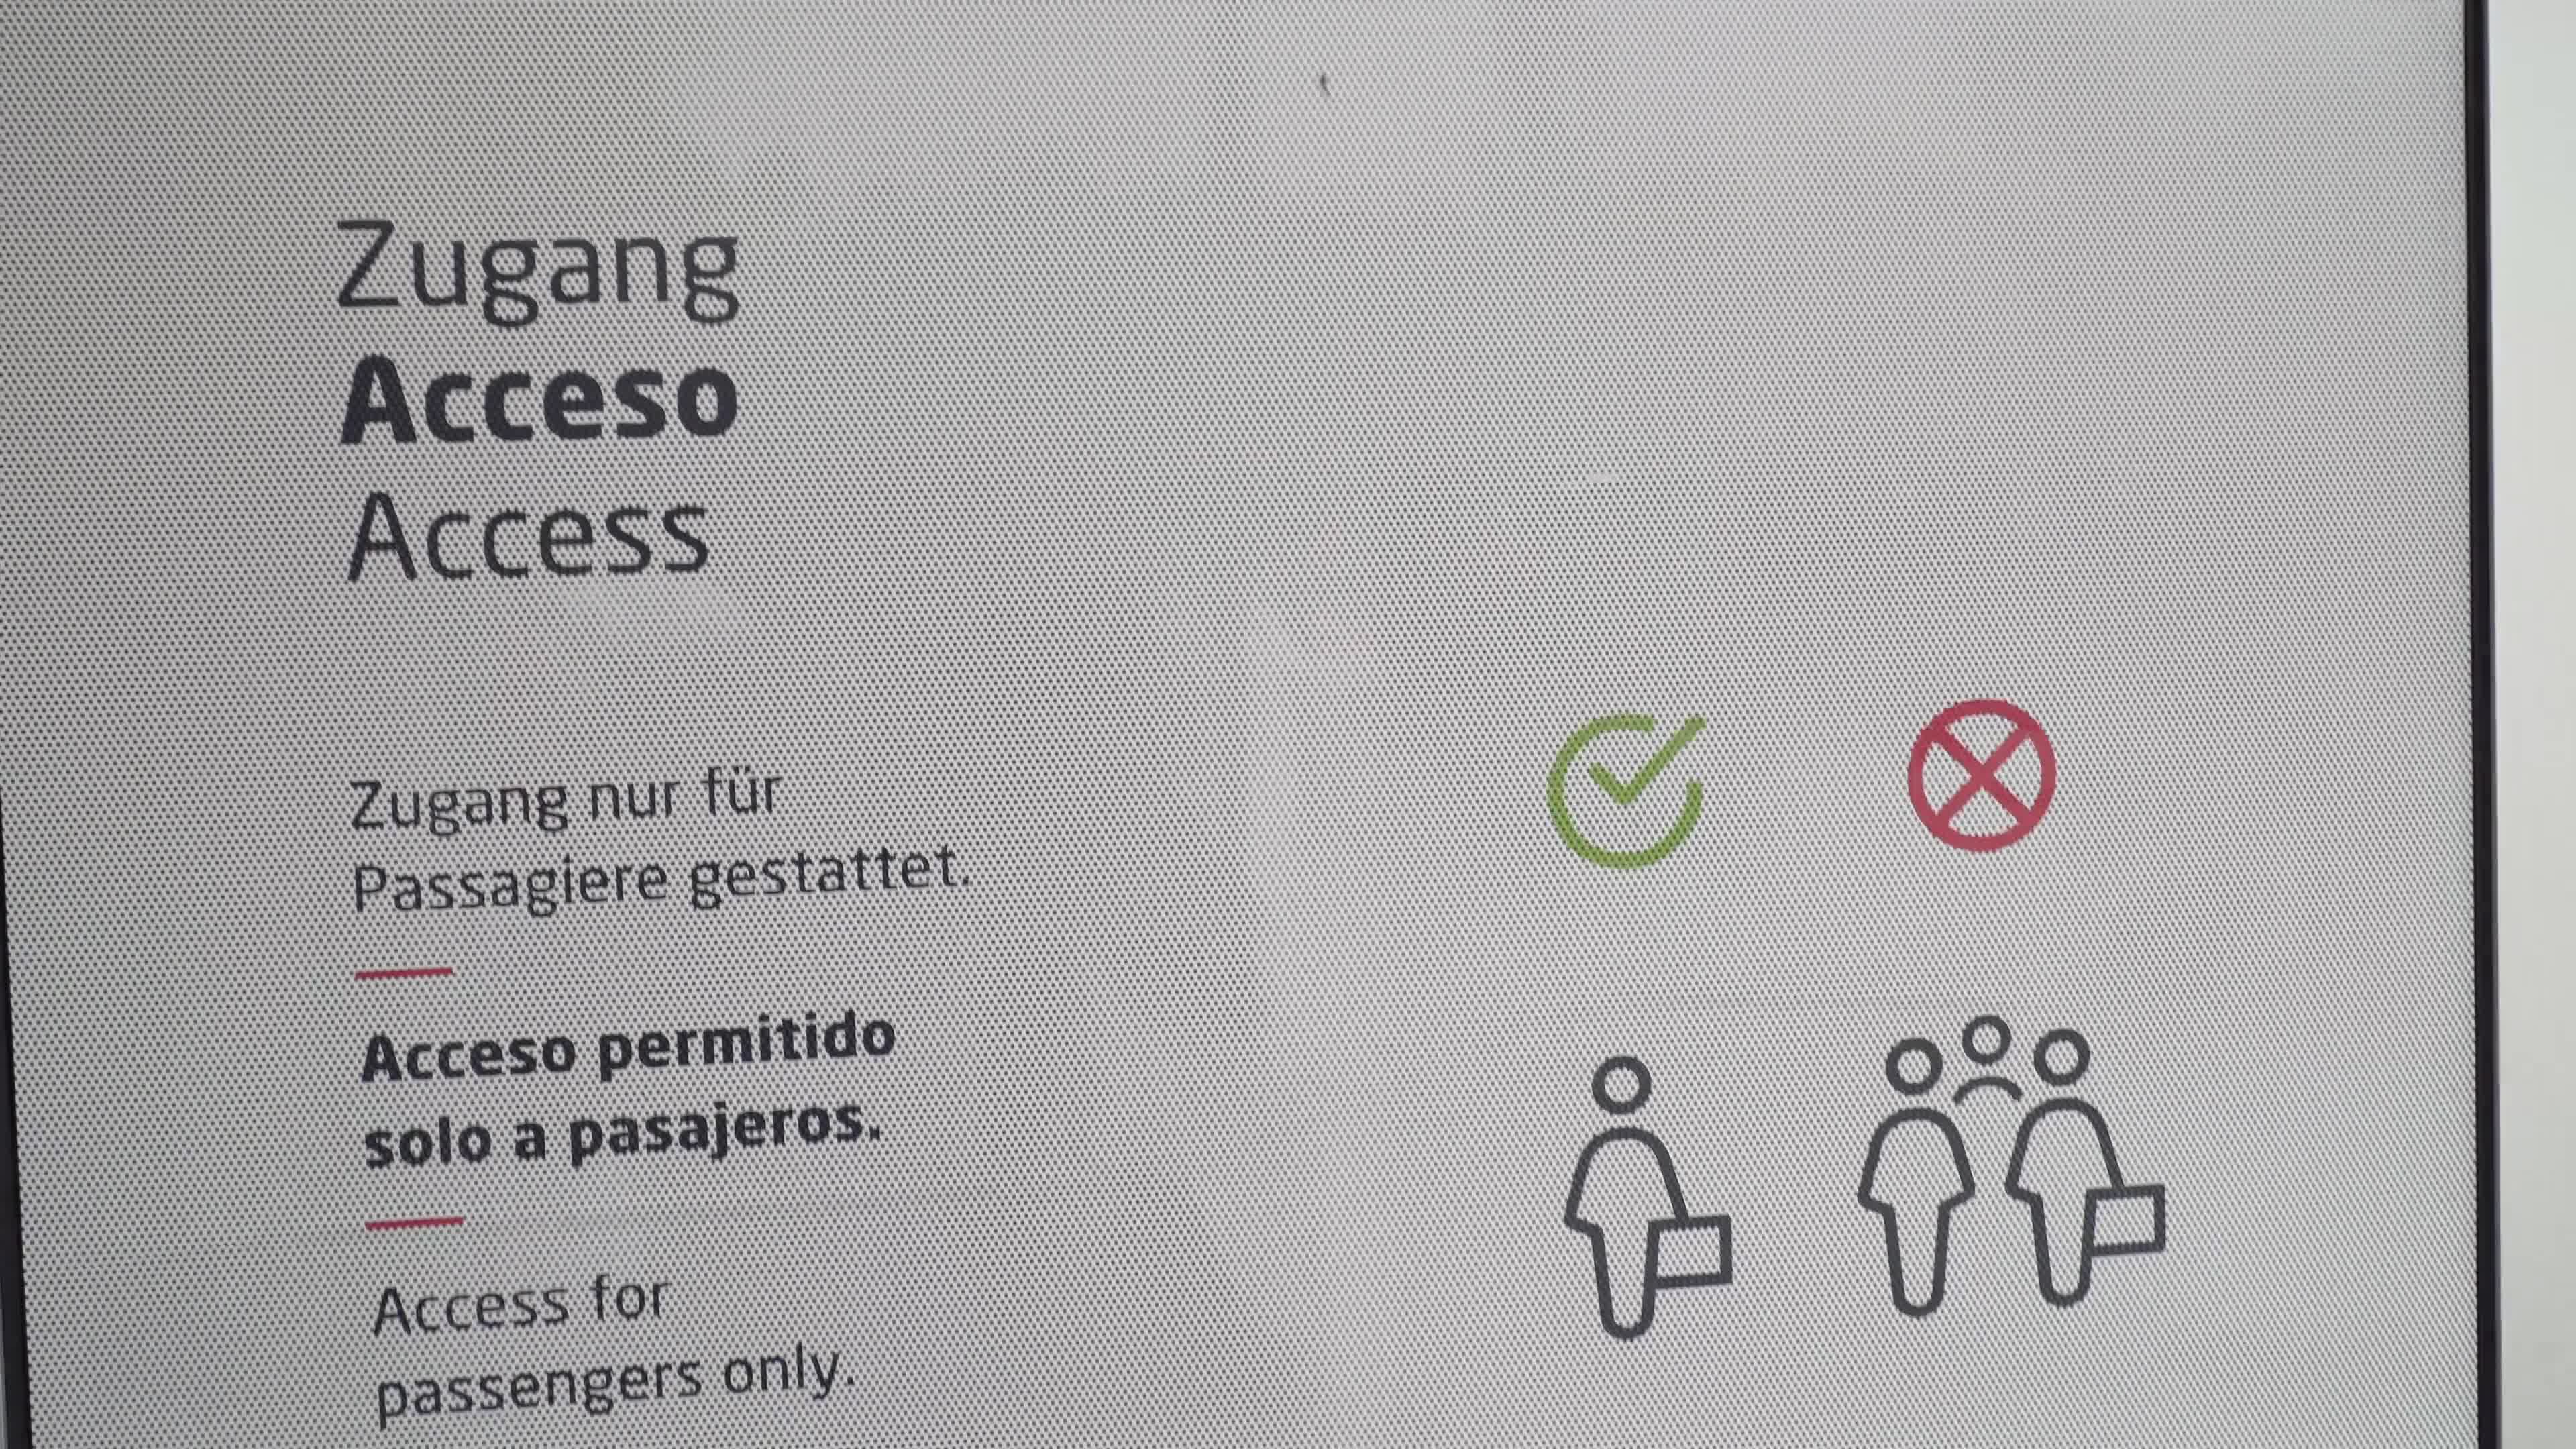 Zugang
Acceso
Access
Zugang nur für
Passagiere gestattet.
Acceso permitido
solo a pasajeros.
Access for
passengers only.